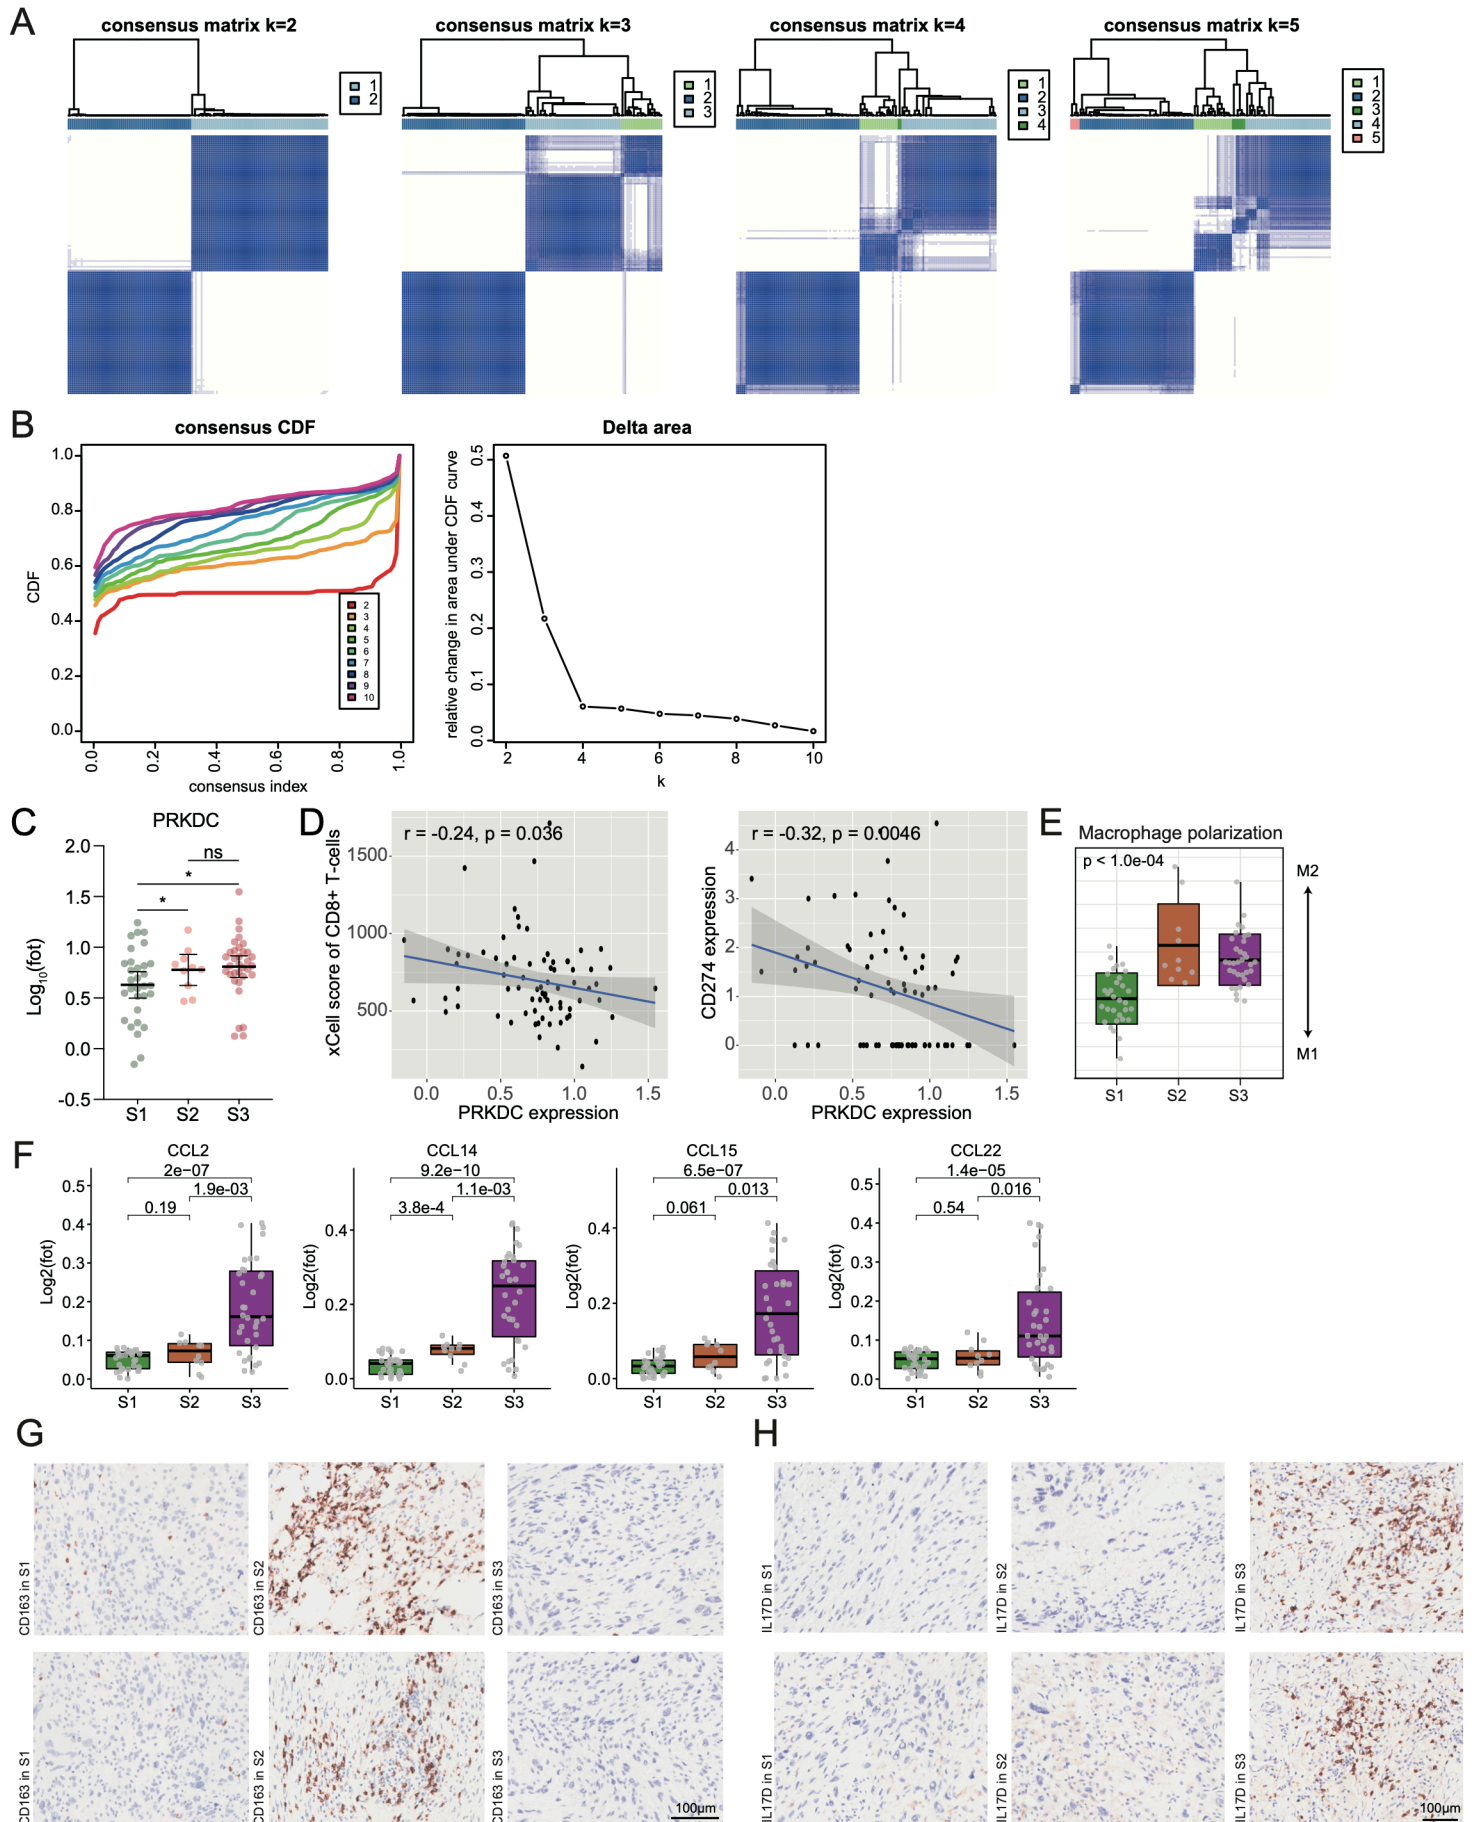 A
consensus matrix k=2
consensus matrix k=3
consensus matrix k=4
consensus matrix k=5
1
2
1
2
3
1
2
3
4
1
2
3
4
5
B
consensus CDF
Delta area
CDF
1.0
0.8
0.6
0.4
0.2
0.0
0.0
0.2
0.4
0.6
0.8
1.0
consensus index
2
3
4
5
6
7
8
9
10
relative change in area under CDF curve
0.5
0.4
0.3
0.2
0.1
0.0
2
4
6
8
10
k
C
PRKDC
ns
*
*
Log10(fot)
2.0
1.5
1.0
0.5
0.0
-0.5
S1
S2
S3
D
r = -0.24, p = 0.036
xCell score of CD8+ T-cells
1500
1000
500
0.0
0.5
1.0
1.5
PRKDC expression
r = -0.32, p = 0.0046
CD274 expression
4
3
2
1
0
0.0
0.5
1.0
1.5
PRKDC expression
E
Macrophage polarization
p < 1.0e-04
M2
M1
S1
S2
S3
F
CCL2
2e−07
1.9e−03
0.19
Log2(fot)
0.5
0.4
0.3
0.2
0.1
0.0
S1
S2
S3
CCL14
9.2e−10
1.1e−03
3.8e-4
Log2(fot)
0.4
0.2
0.0
S1
S2
S3
CCL15
6.5e−07
0.013
0.061
Log2(fot)
0.4
0.2
0.0
S1
S2
S3
CCL22
1.4e−05
0.016
0.54
Log2(fot)
0.5
0.4
0.3
0.2
0.1
0.0
S1
S2
S3
G
CD163 in S1
CD163 in S2
CD163 in S3
CD163 in S1
CD163 in S2
CD163 in S3
100μm
H
IL17D in S1
IL17D in S2
IL17D in S3
IL17D in S1
IL17D in S2
IL17D in S3
100μm